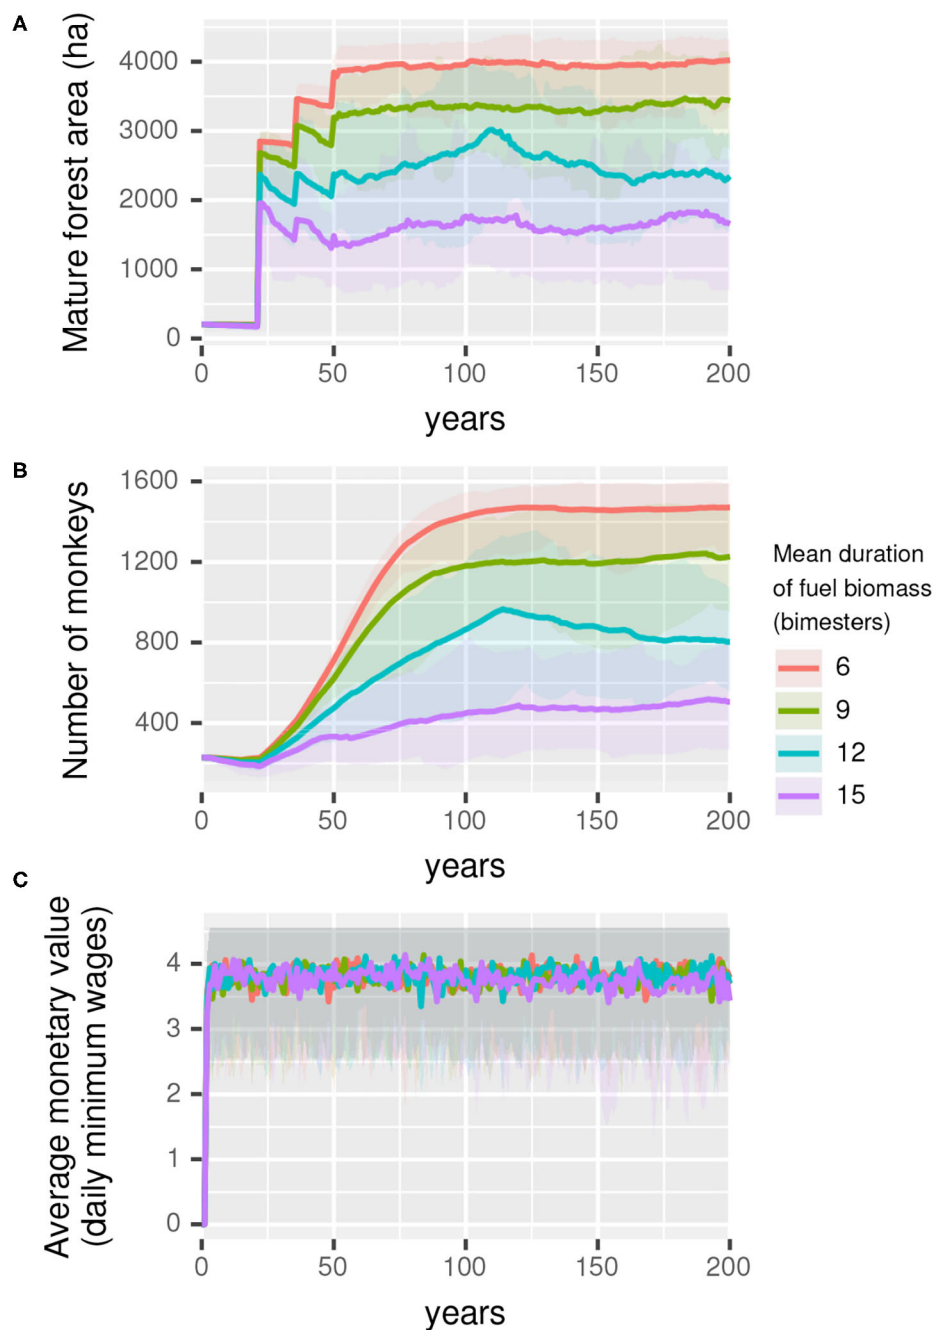 A
Mature forest area (ha)
4000
3000
2000
1000
0
0 50 100 150 200
years
B
Number of monkeys
1600
1200
800
400
0 50 100 150 200
years
Mean duration
of fuel biomass
(bimesters)
6
9
12
15
C
Average monetary value
(daily minimum wages)
4
3
2
1
0
0 50 100 150 200
years